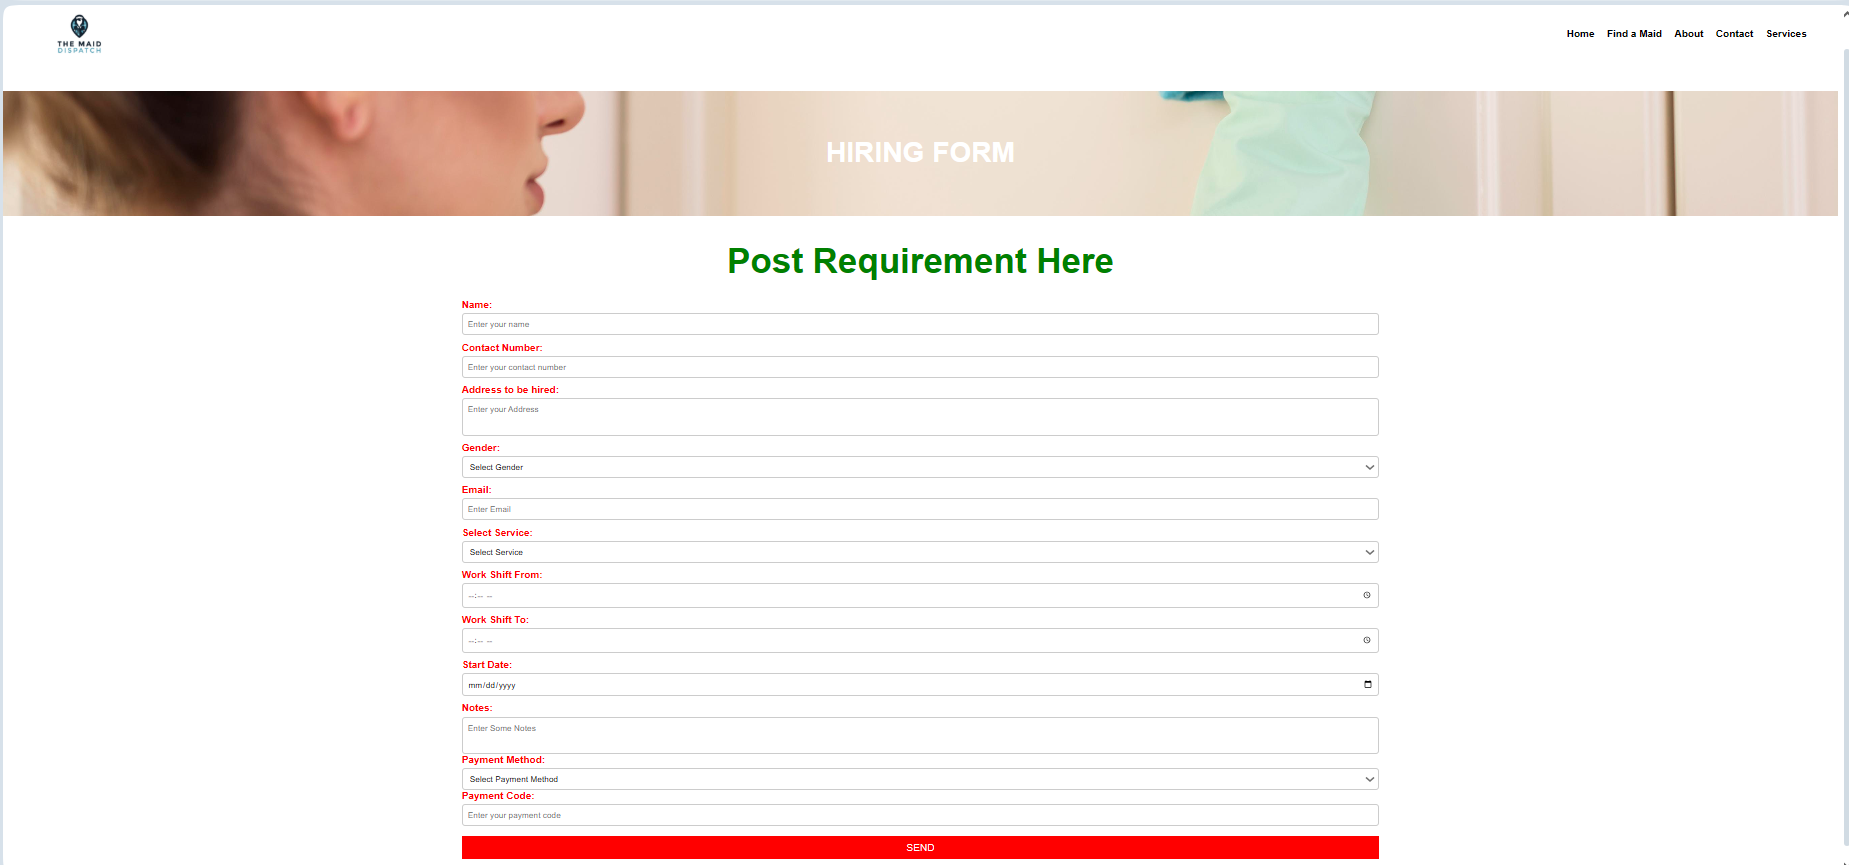 THE MAID
DISPATCH
Home Find a Maid About Contact Services
HIRING FORM
Post Requirement Here
Name:
Enter your name
Contact Number:
Enter your contact number
Address to be hired:
Enter your Address
Gender:
Select Gender
Email:
Enter Email
Select Service:
Select Service
Work Shift From:
--:-- --
Work Shift To:
--:-- --
Start Date:
mm/dd/yyyy
Notes:
Enter Some Notes
Payment Method:
Select Payment Method
Payment Code:
Enter your payment code
SEND